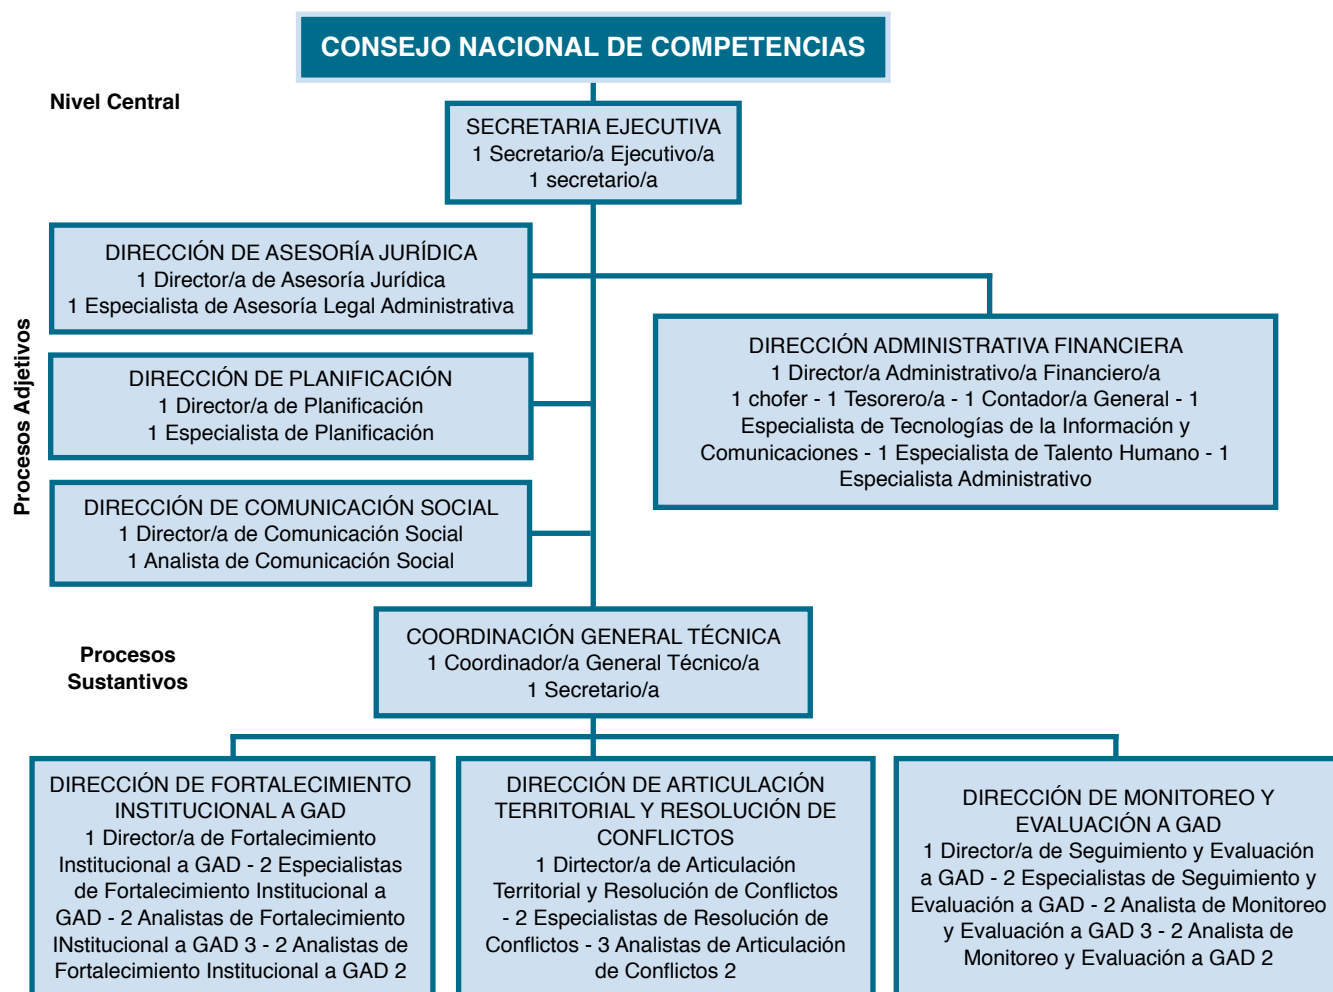 CONSEJO NACIONAL DE COMPETENCIAS
Nivel Central
SECRETARIA EJECUTIVA
1 Secretario/a Ejecutivo/a
1 secretario/a
Procesos Adjetivos
DIRECCIÓN DE ASESORÍA JURÍDICA
1 Director/a de Asesoría Jurídica
1 Especialista de Asesoría Legal Administrativa
DIRECCIÓN ADMINISTRATIVA FINANCIERA
1 Director/a Administrativo/a Financiero/a
1 chofer - 1 Tesorero/a - 1 Contador/a General - 1
Especialista de Tecnologías de la Información y
Comunicaciones - 1 Especialista de Talento Humano - 1
Especialista Administrativo
DIRECCIÓN DE PLANIFICACIÓN
1 Director/a de Planificación
1 Especialista de Planificación
DIRECCIÓN DE COMUNICACIÓN SOCIAL
1 Director/a de Comunicación Social
1 Analista de Comunicación Social
Procesos
Sustantivos
COORDINACIÓN GENERAL TÉCNICA
1 Coordinador/a General Técnico/a
1 Secretario/a
DIRECCIÓN DE FORTALECIMIENTO
INSTITUCIONAL A GAD
1 Director/a de Fortalecimiento
Institucional a GAD - 2 Especialistas
de Fortalecimiento Institucional a
GAD - 2 Analistas de Fortalecimiento
INstitucional a GAD 3 - 2 Analistas de
Fortalecimiento Institucional a GAD 2
DIRECCIÓN DE ARTICULACIÓN
TERRITORIAL Y RESOLUCIÓN DE
CONFLICTOS
1 Dirtector/a de Articulación
Territorial y Resolución de Conflictos
- 2 Especialistas de Resolución de
Conflictos - 3 Analistas de Articulación
de Conflictos 2
DIRECCIÓN DE MONITOREO Y
EVALUACIÓN A GAD
1 Director/a de Seguimiento y Evaluación
a GAD - 2 Especialistas de Seguimiento y
Evaluación a GAD - 2 Analista de Monitoreo
y Evaluación a GAD 3 - 2 Analista de
Monitoreo y Evaluación a GAD 2